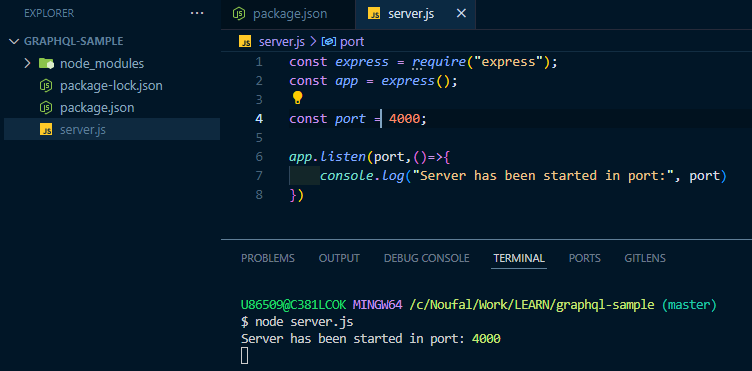 EXPLORER
GRAPHQL-SAMPLE
node_modules
package-lock.json
package.json
JS server.js
package.json
JS server.js
JS server.js > port
1 const express = require("express");
2 const app = express();
3
4 const port = 4000;
5
6 app.listen(port,()=>{
7 console.log("Server has been started in port:", port)
8 })
PROBLEMS OUTPUT DEBUG CONSOLE TERMINAL PORTS GITLENS
U86509@C381LCOK MINGW64 /c/Noufal/Work/LEARN/graphql-sample (master)
$ node server.js
Server has been started in port: 4000